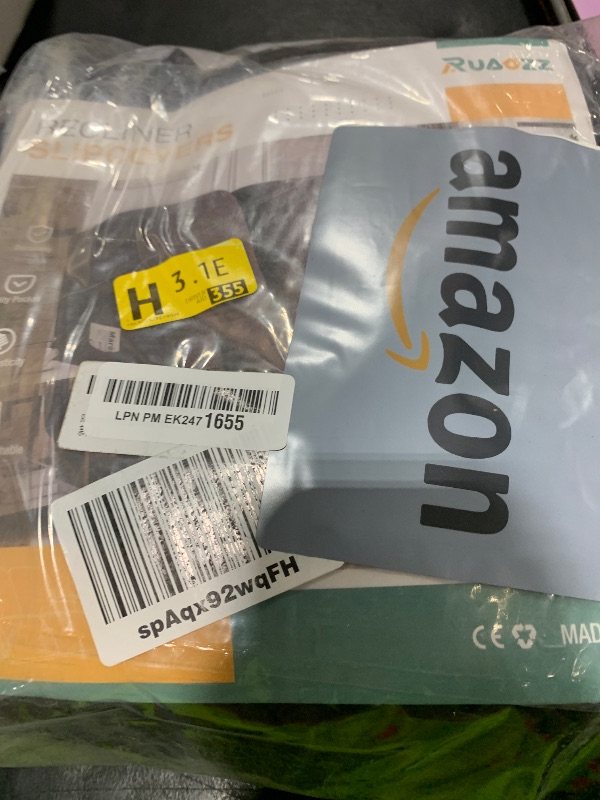 RUAOZZ
RECLINER
SLIPCOVERS
amazon
3.1E
H
355
LPN PM EK247 1655
spAqx92wqFH
CE MAD